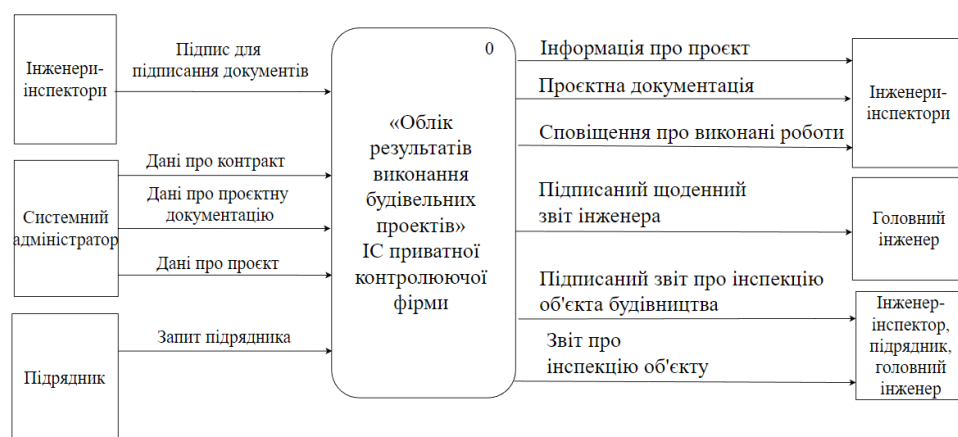 Інженери-
інспектори
Підпис для
підписання документів
Системний
адміністратор
Дані про контракт
Дані про проєктну
документацію
Дані про проєкт
Підрядник
Запит підрядника
0
«Облік
результатів
виконання
будівельних
проектів»
ІС приватної
контролюючої
фірми
Інформація про проєкт
Проєктна документація
Сповіщення про виконані роботи
Інженери-
інспектори
Підписаний щоденний
звіт інженера
Головний
інженер
Підписаний звіт про інспекцію
об'єкта будівництва
Звіт про
інспекцію об'єкту
Інженер-
інспектор,
підрядник,
головний
інженер